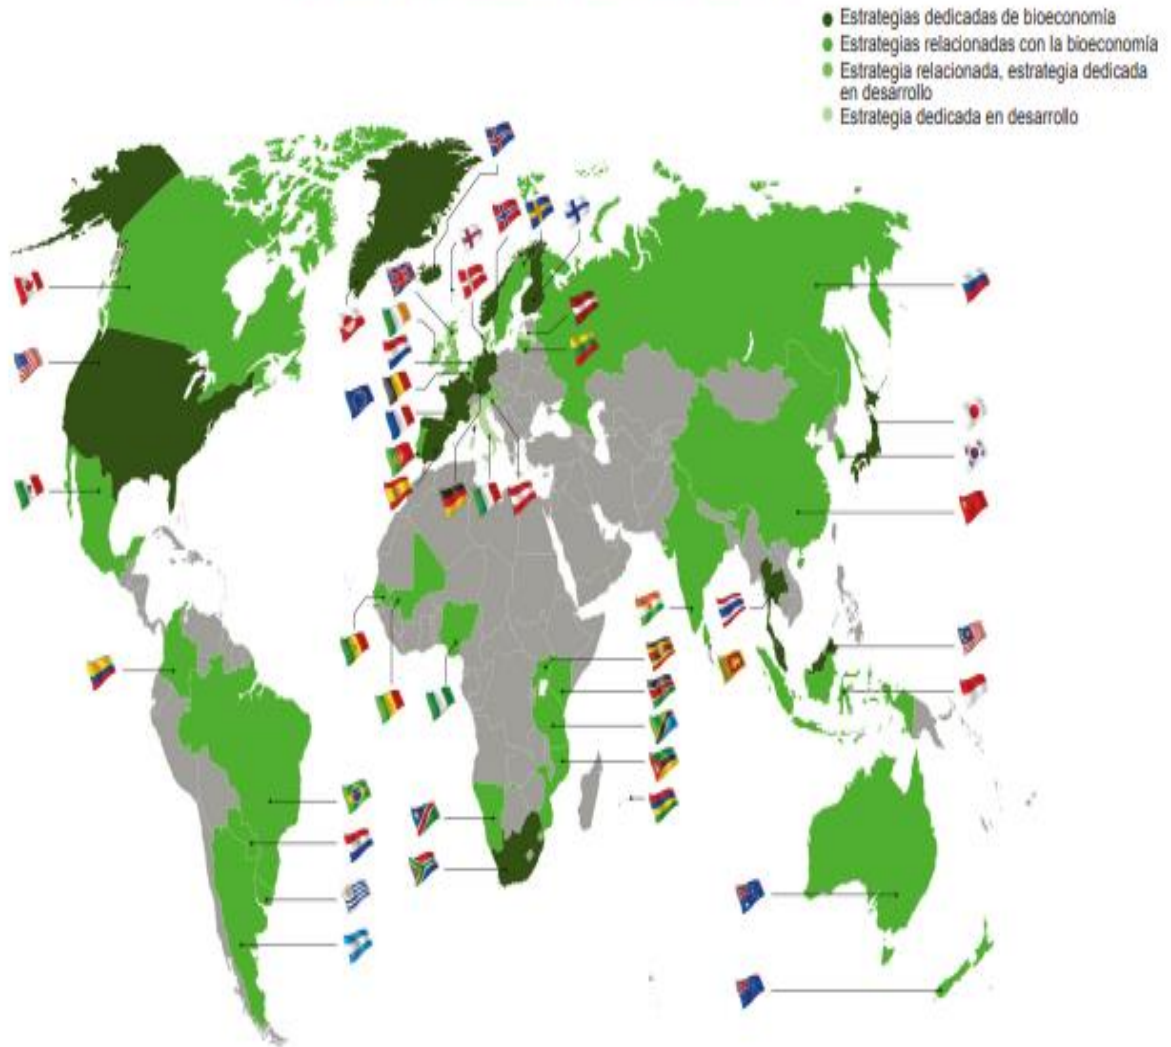 Estrategias dedicadas de bioeconomía
Estrategias relacionadas con la bioeconomía
Estrategia relacionada, estrategia dedicada
en desarrollo
Estrategia dedicada en desarrollo